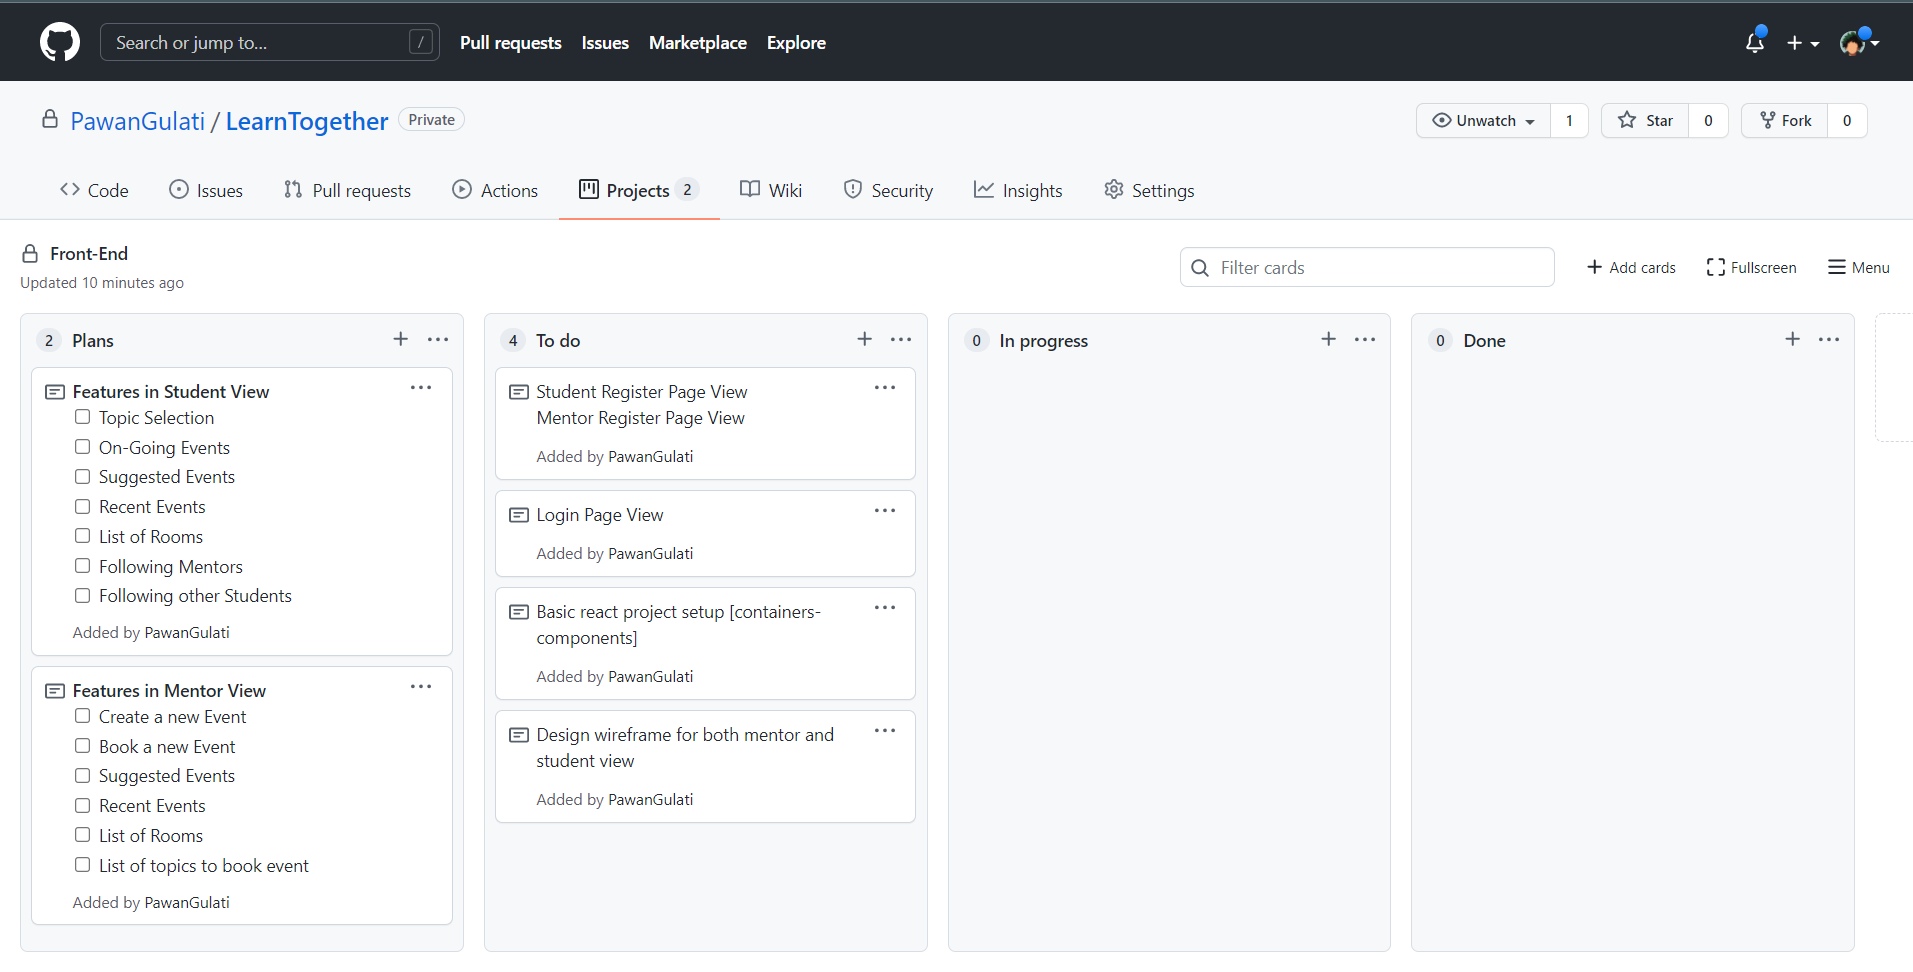 Search or jump to... /
Pull requests Issues Marketplace Explore
PawanGulati / LearnTogether Private
Unwatch 1 Star 0 Fork 0
Code Issues Pull requests Actions Projects 2 Wiki Security Insights Settings
Front-End
Updated 10 minutes ago
Filter cards
Add cards Fullscreen Menu
2 Plans
Features in Student View
Topic Selection
On-Going Events
Suggested Events
Recent Events
List of Rooms
Following Mentors
Following other Students
Added by PawanGulati
Features in Mentor View
Create a new Event
Book a new Event
Suggested Events
Recent Events
List of Rooms
List of topics to book event
Added by PawanGulati
4 To do
Student Register Page View
Mentor Register Page View
Added by PawanGulati
Login Page View
Added by PawanGulati
Basic react project setup [containers-
components]
Added by PawanGulati
Design wireframe for both mentor and
student view
Added by PawanGulati
0 In progress
0 Done